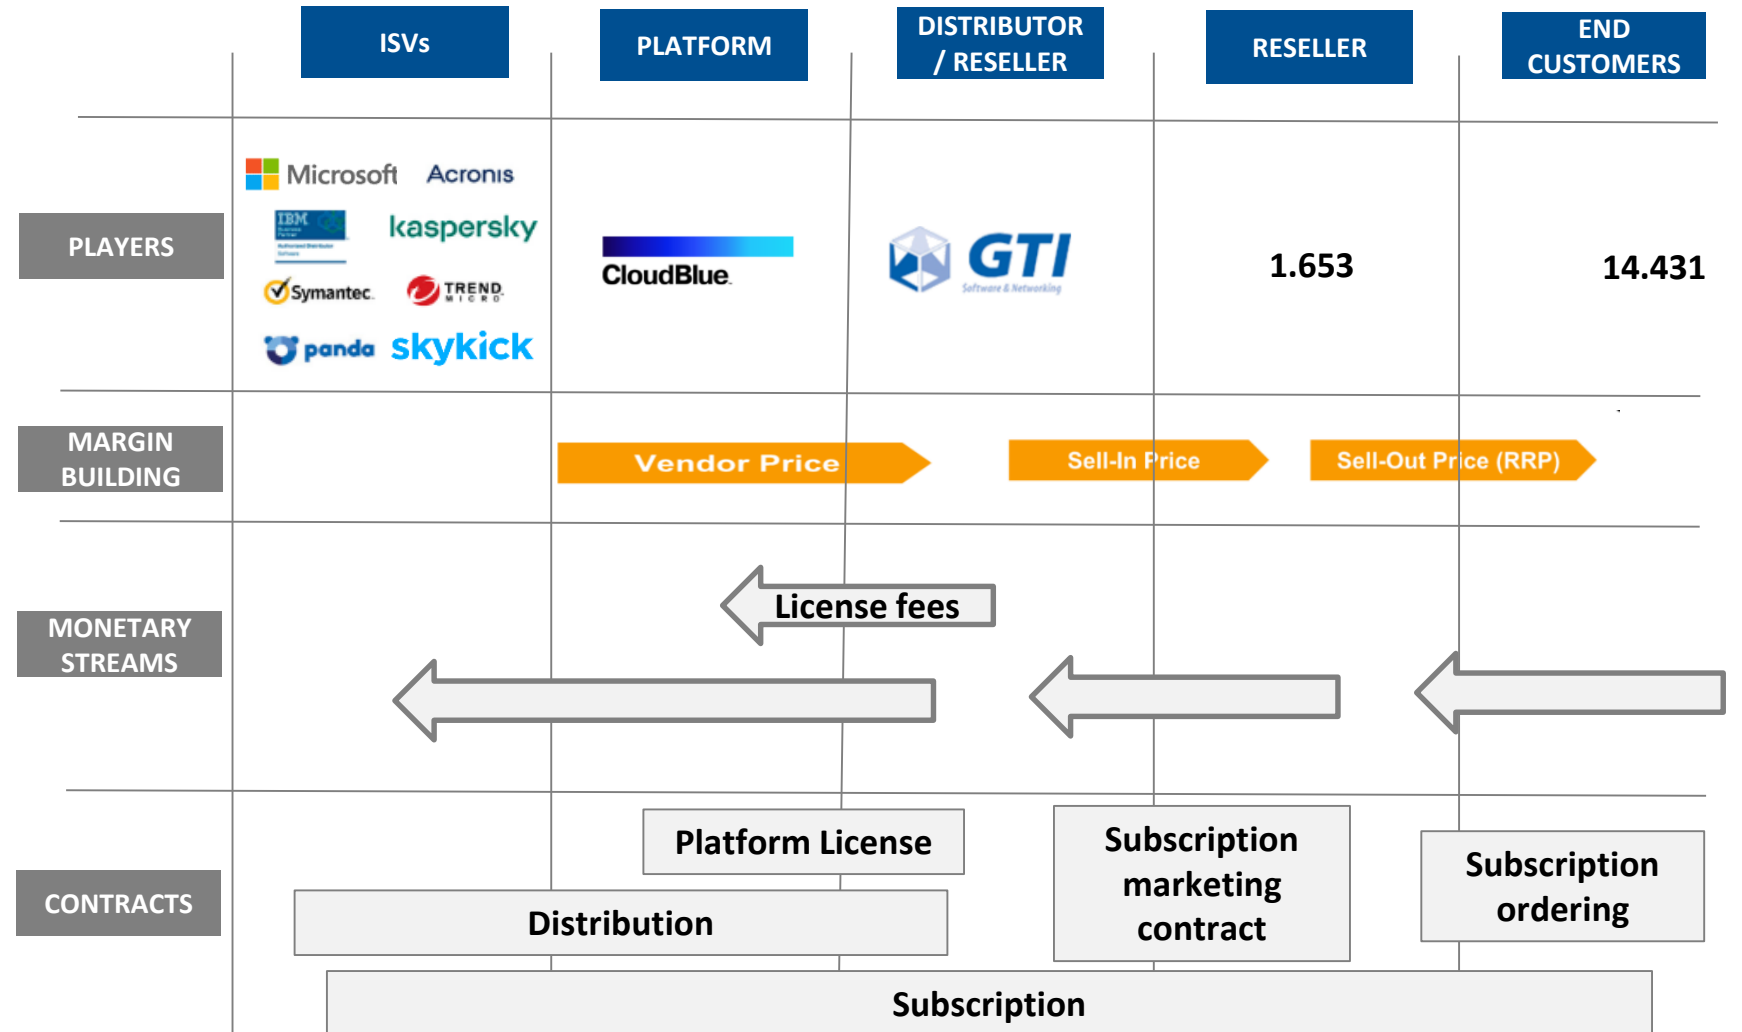 ISVs
PLATFORM
DISTRIBUTOR
/ RESELLER
RESELLER
END
CUSTOMERS
PLAYERS
Microsoft
Acronis
IBM
kaspersky
Symantec.
TREND
MICRO
panda
skykick
CloudBlue.
GTI
Software & Networking
1.653
14.431
MARGIN
BUILDING
Vendor Price
Sell-In Price
Sell-Out Price (RRP)
MONETARY
STREAMS
License fees
CONTRACTS
Platform License
Distribution
Subscription
marketing
contract
Subscription
ordering
Subscription